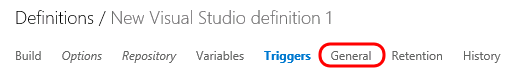 Definitions / New Visual Studio definition 1
Build Options Repository Variables Triggers General Retention History